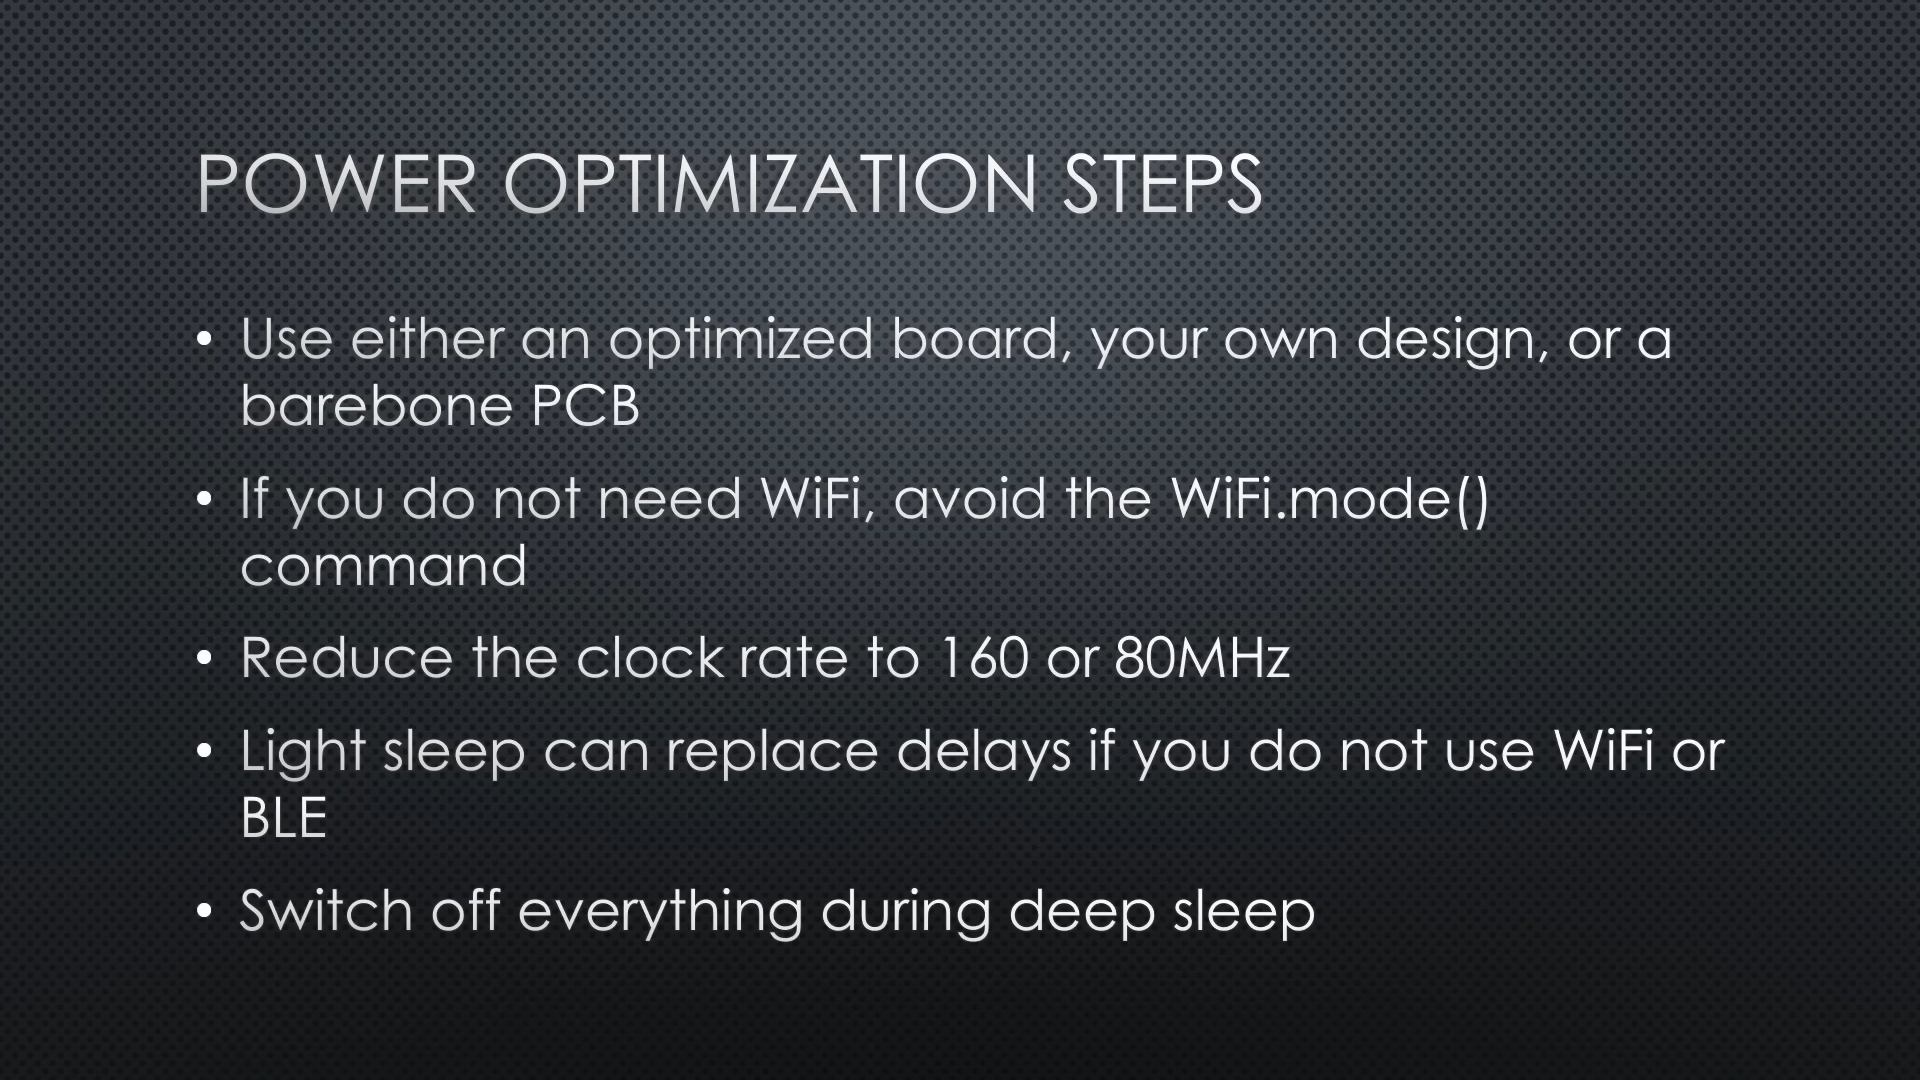 POWER OPTIMIZATION STEPS
• Use either an optimized board, your own design, or a
barebone PCB
• If you do not need WiFi, avoid the WiFi.mode()
command
• Reduce the clock rate to 160 or 80MHz
• Light sleep can replace delays if you do not use WiFi or
BLE
• Switch off everything during deep sleep